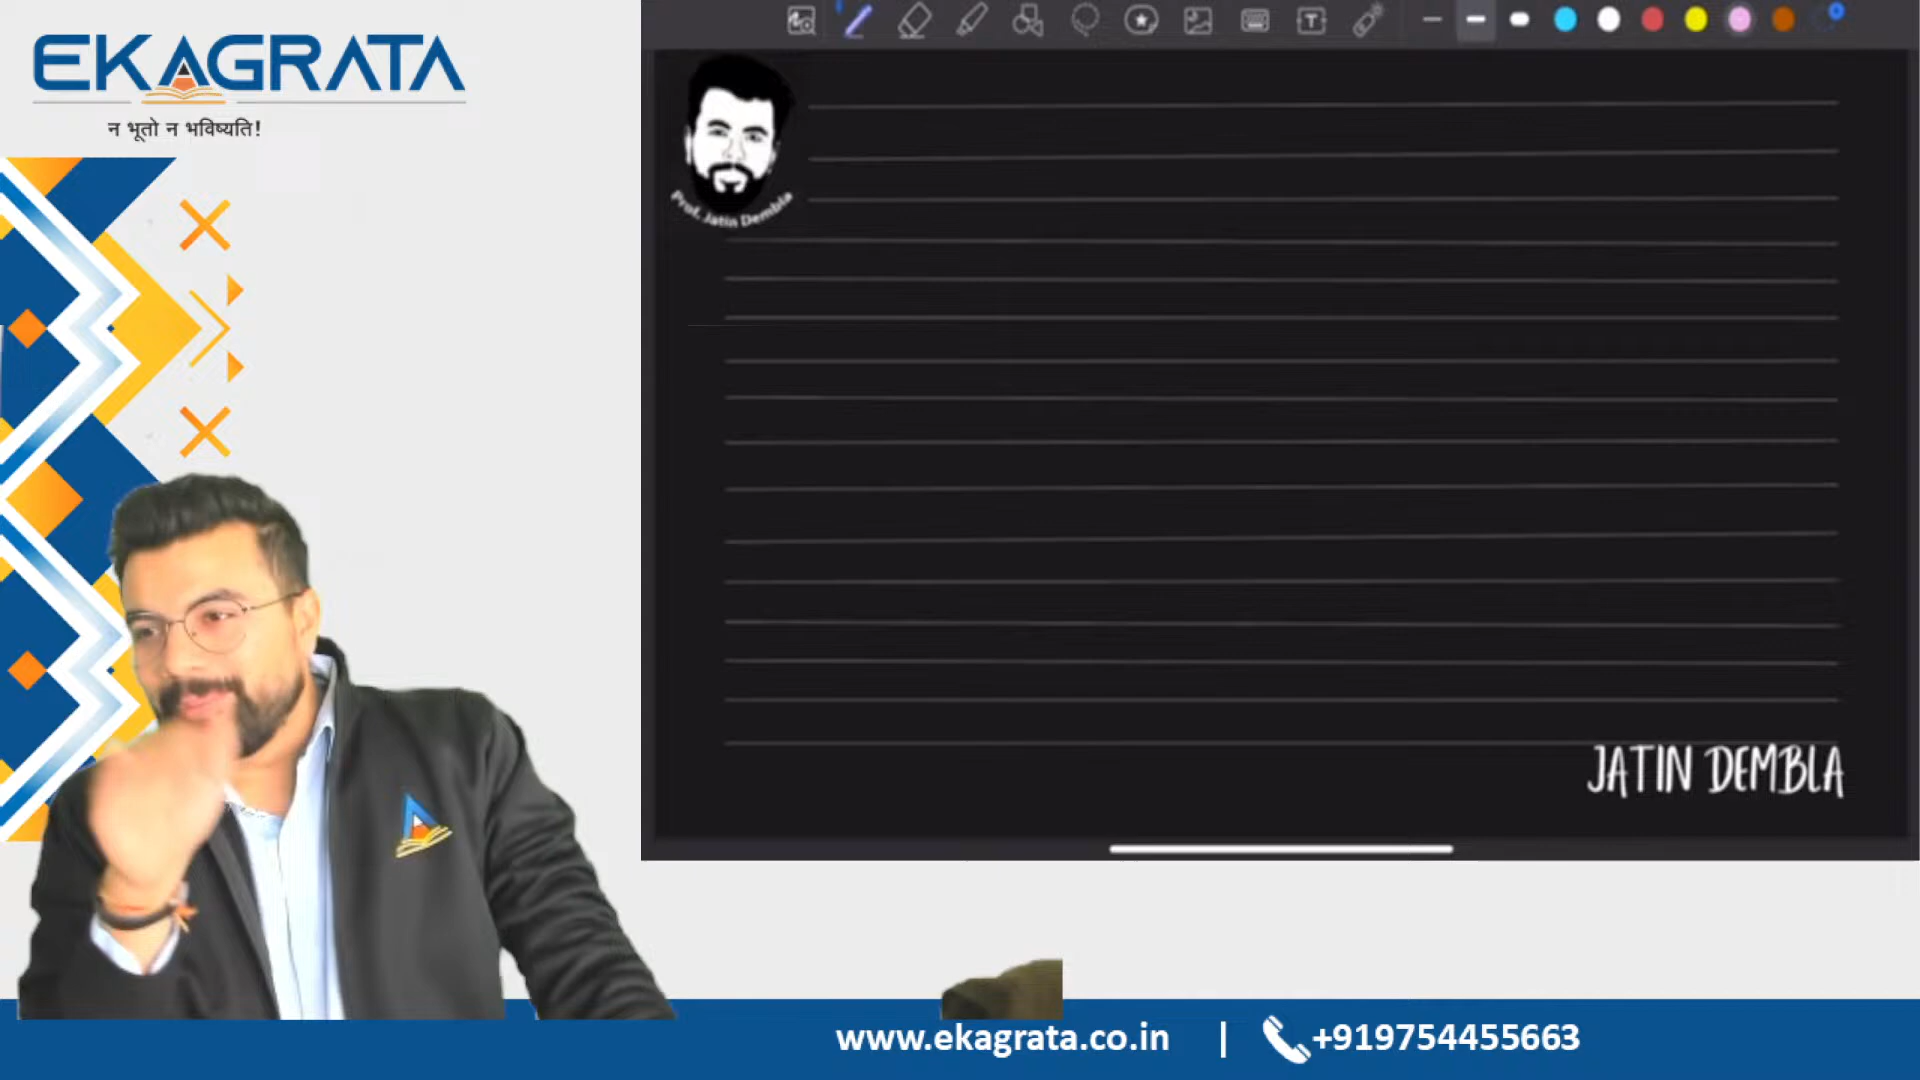 EKAGRATA
न भूतो न भविष्यति!
Prof. Jatin Dembla
JATIN DEMBLA
www.ekagrata.co.in | +919754455663